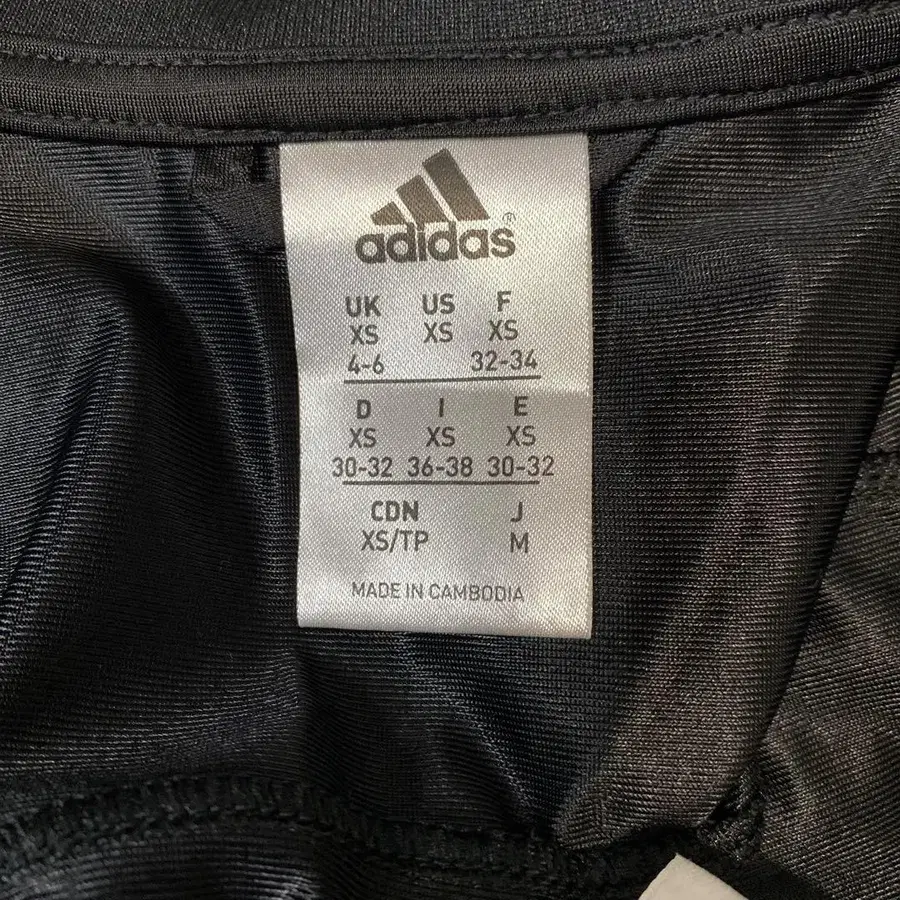 adidas®
UK US F
XS XS XS
4-6 32-34
D I E
XS XS XS
30-32 36-38 30-32
CDN J
XS/TP M
MADE IN CAMBODIA